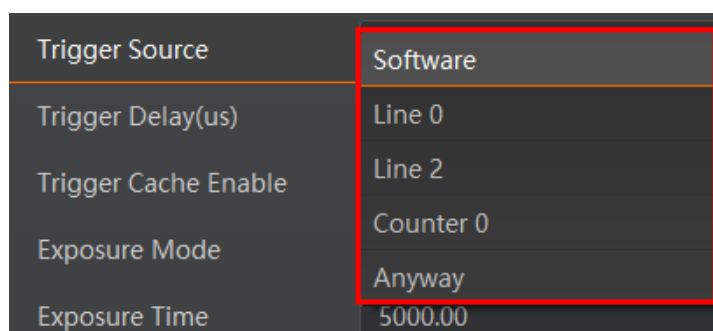 Trigger Source
Software
Trigger Delay(us)
Line 0
Trigger Cache Enable
Line 2
Exposure Mode
Counter 0
Anyway
Exposure Time
5000.00